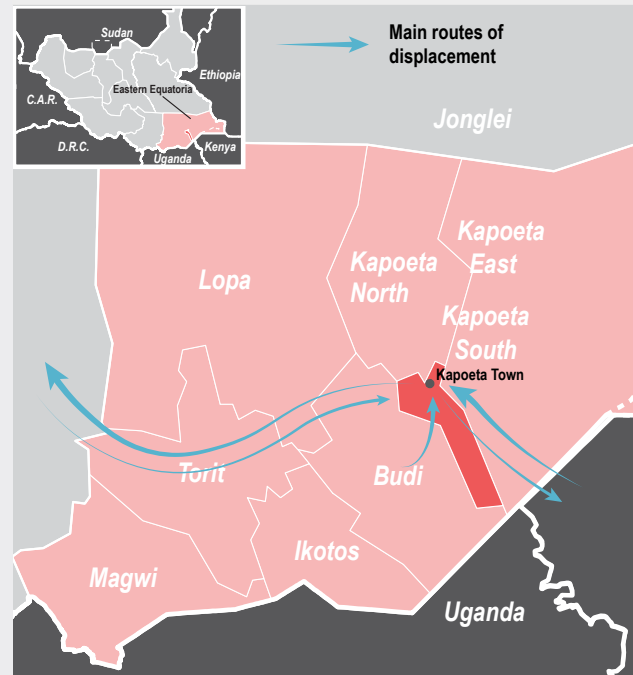 Sudan
Ethiopia
Eastern Equatoria
C.A.R.
D.R.C.
Uganda
Kenya
Main routes of
displacement
Jonglei
Lopa
Kapoeta
North
Kapoeta
East
Kapoeta
South
Kapoeta Town
Torit
Budi
Ikotos
Magwi
Uganda